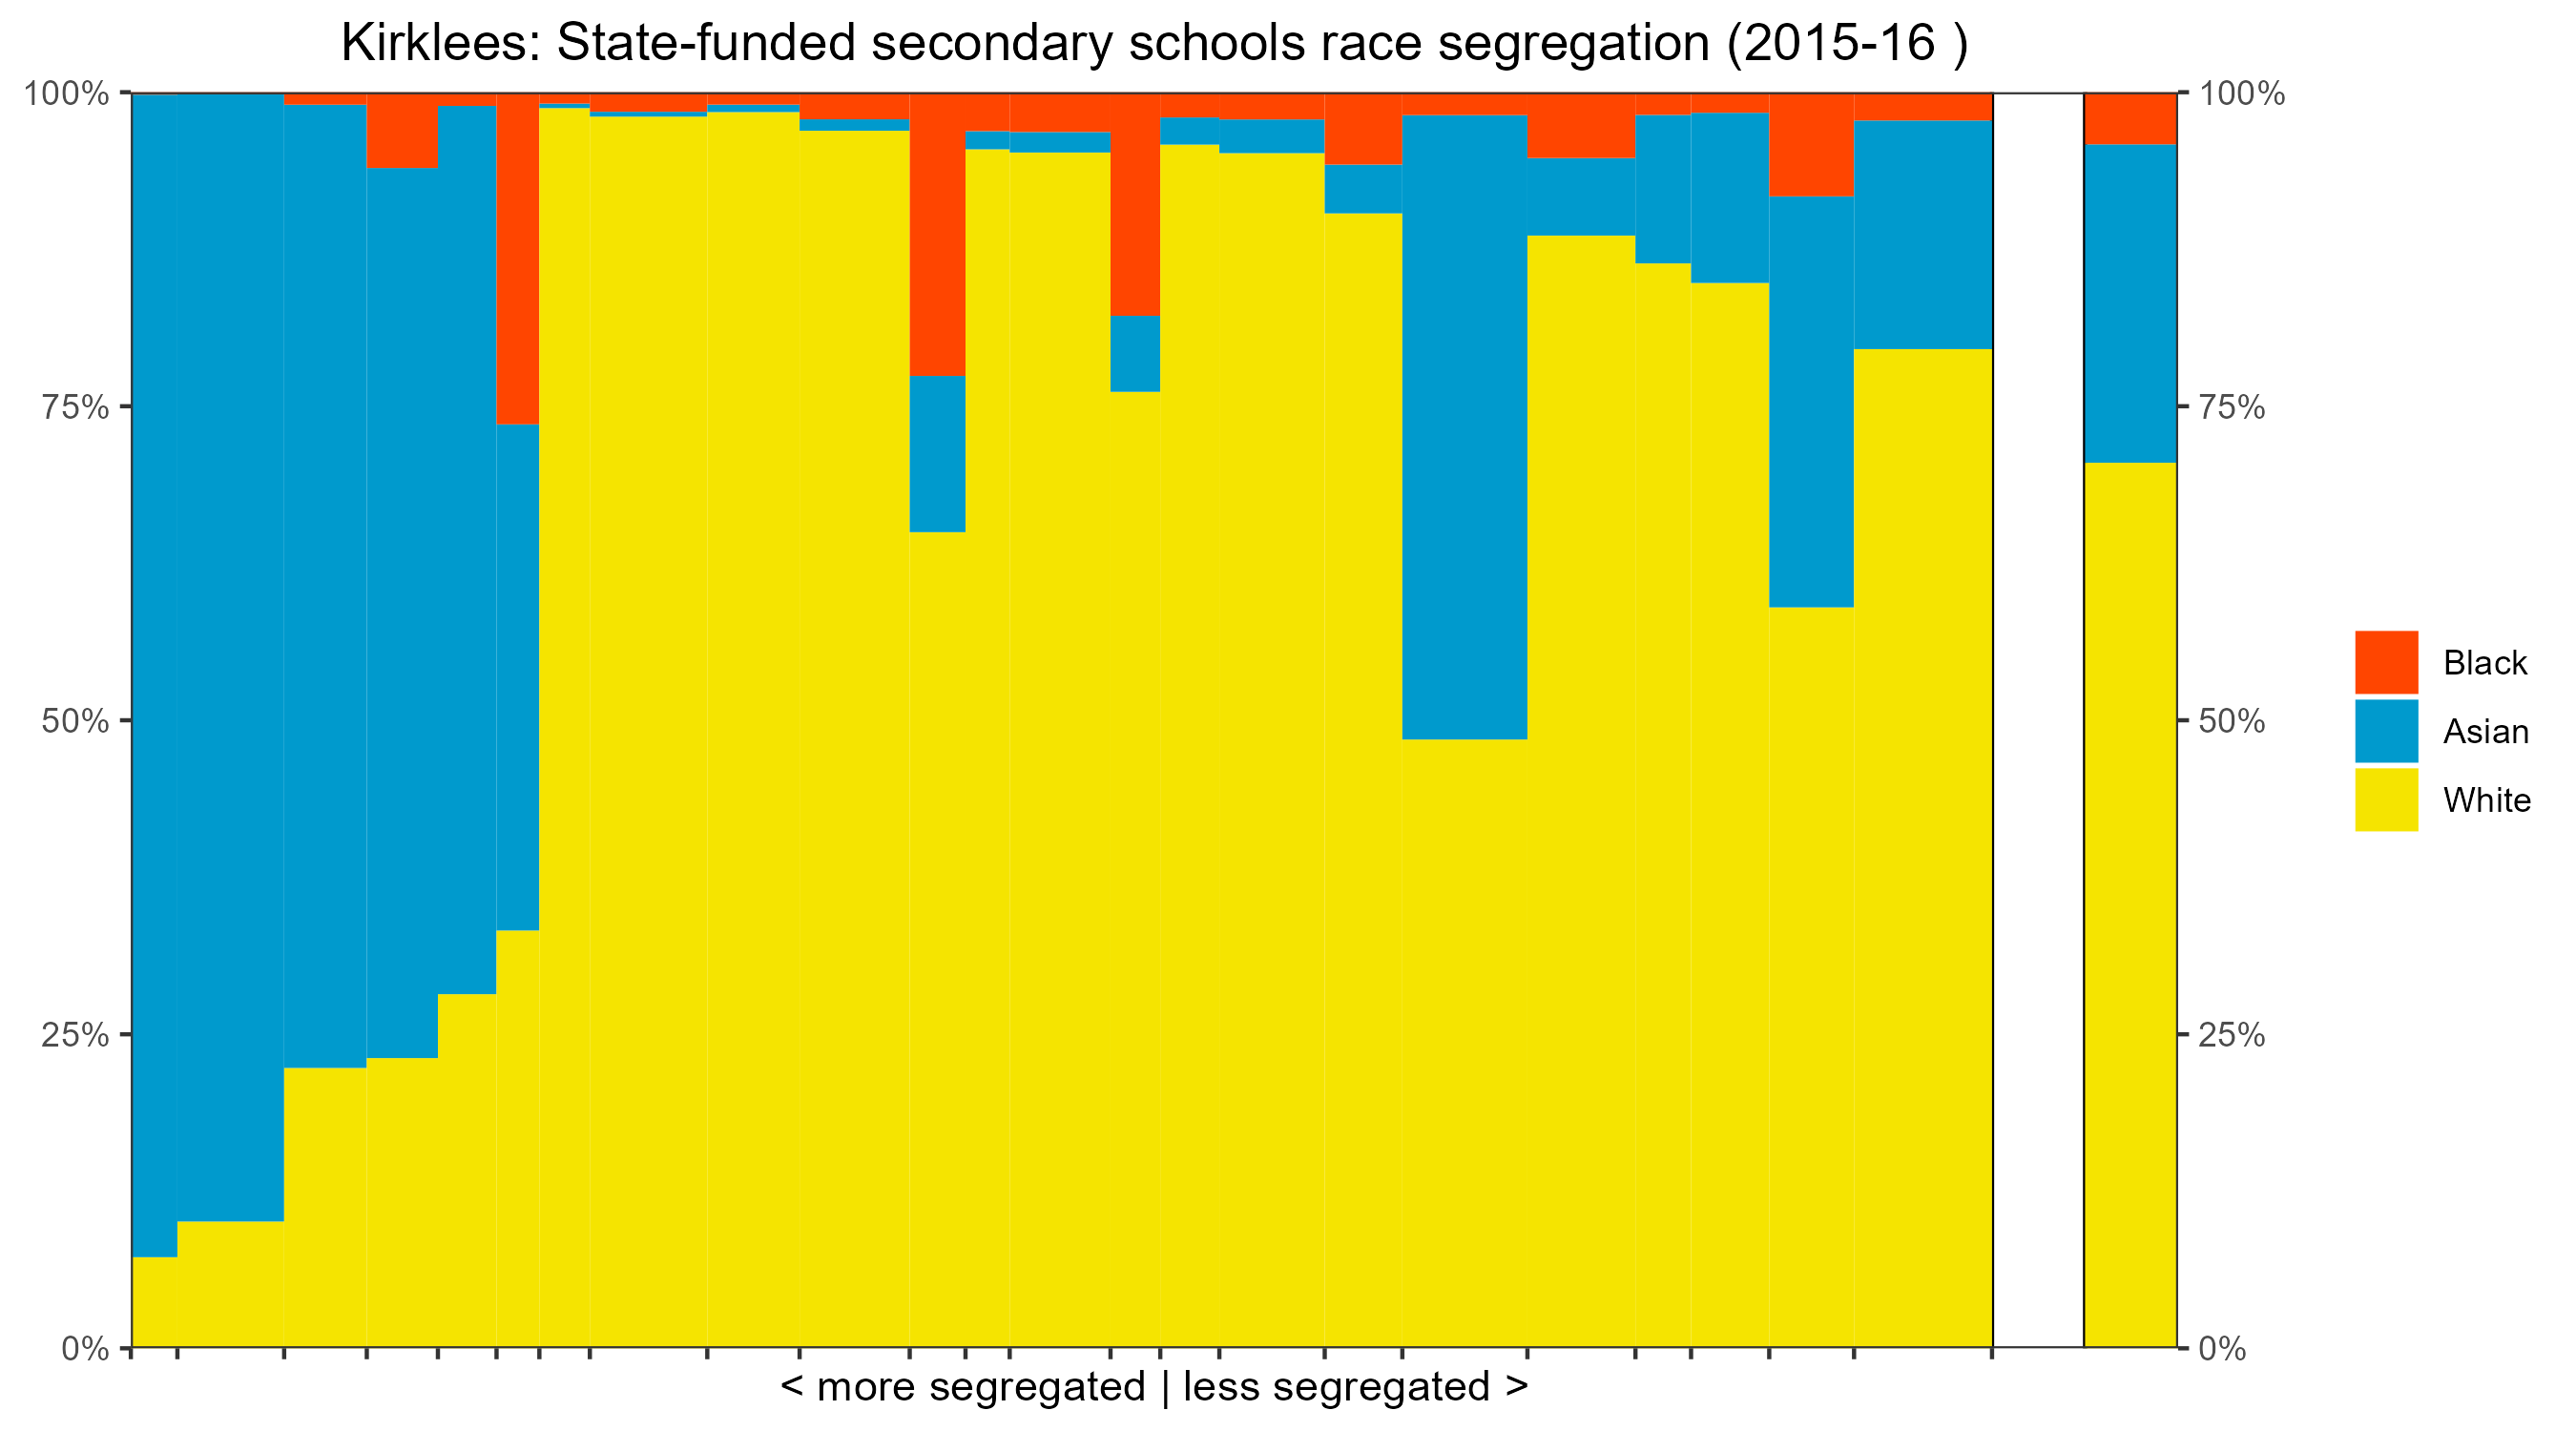 Kirklees: State-funded secondary schools race segregation (2015-16 )
100%
75%
50%
25%
0%
100%
75%
50%
25%
0%
Black
Asian
White
< more segregated | less segregated >